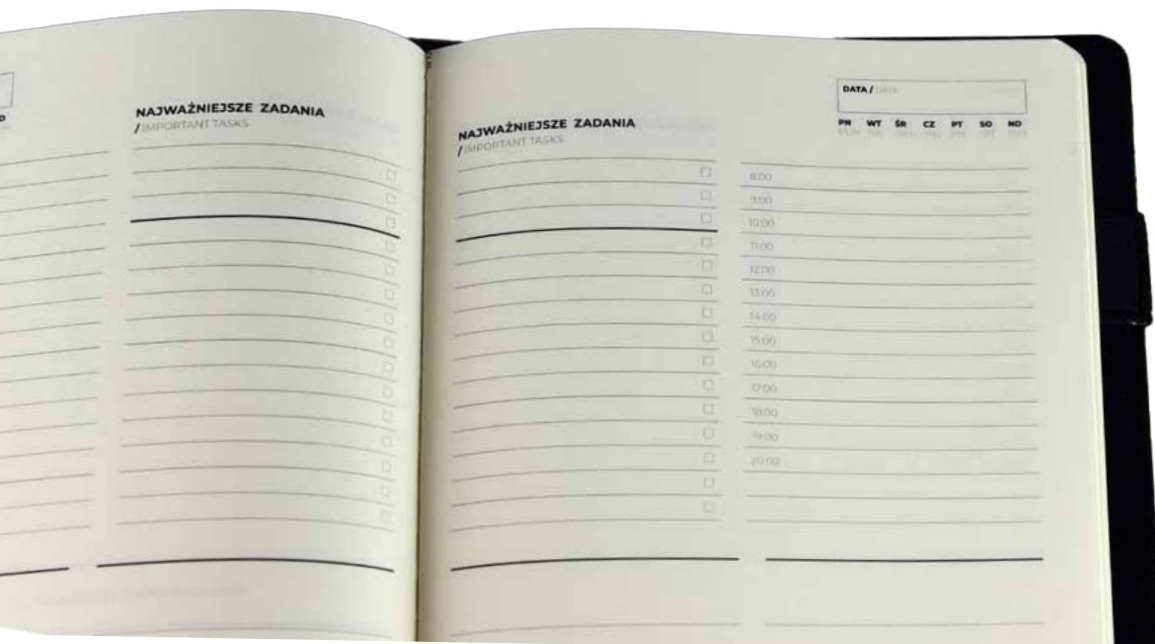 NAJWAŻNIEJSZE ZADANIA
/ IMPORTANT TASKS
NAJWAŻNIEJSZE ZADANIA
/ IMPORTANT TASKS
DATA / DATE
PN WT ŚR CZ PT SO ND
8:00
9:00
10:00
11:00
12:00
13:00
14:00
15:00
16:00
17:00
18:00
19:00
20:00